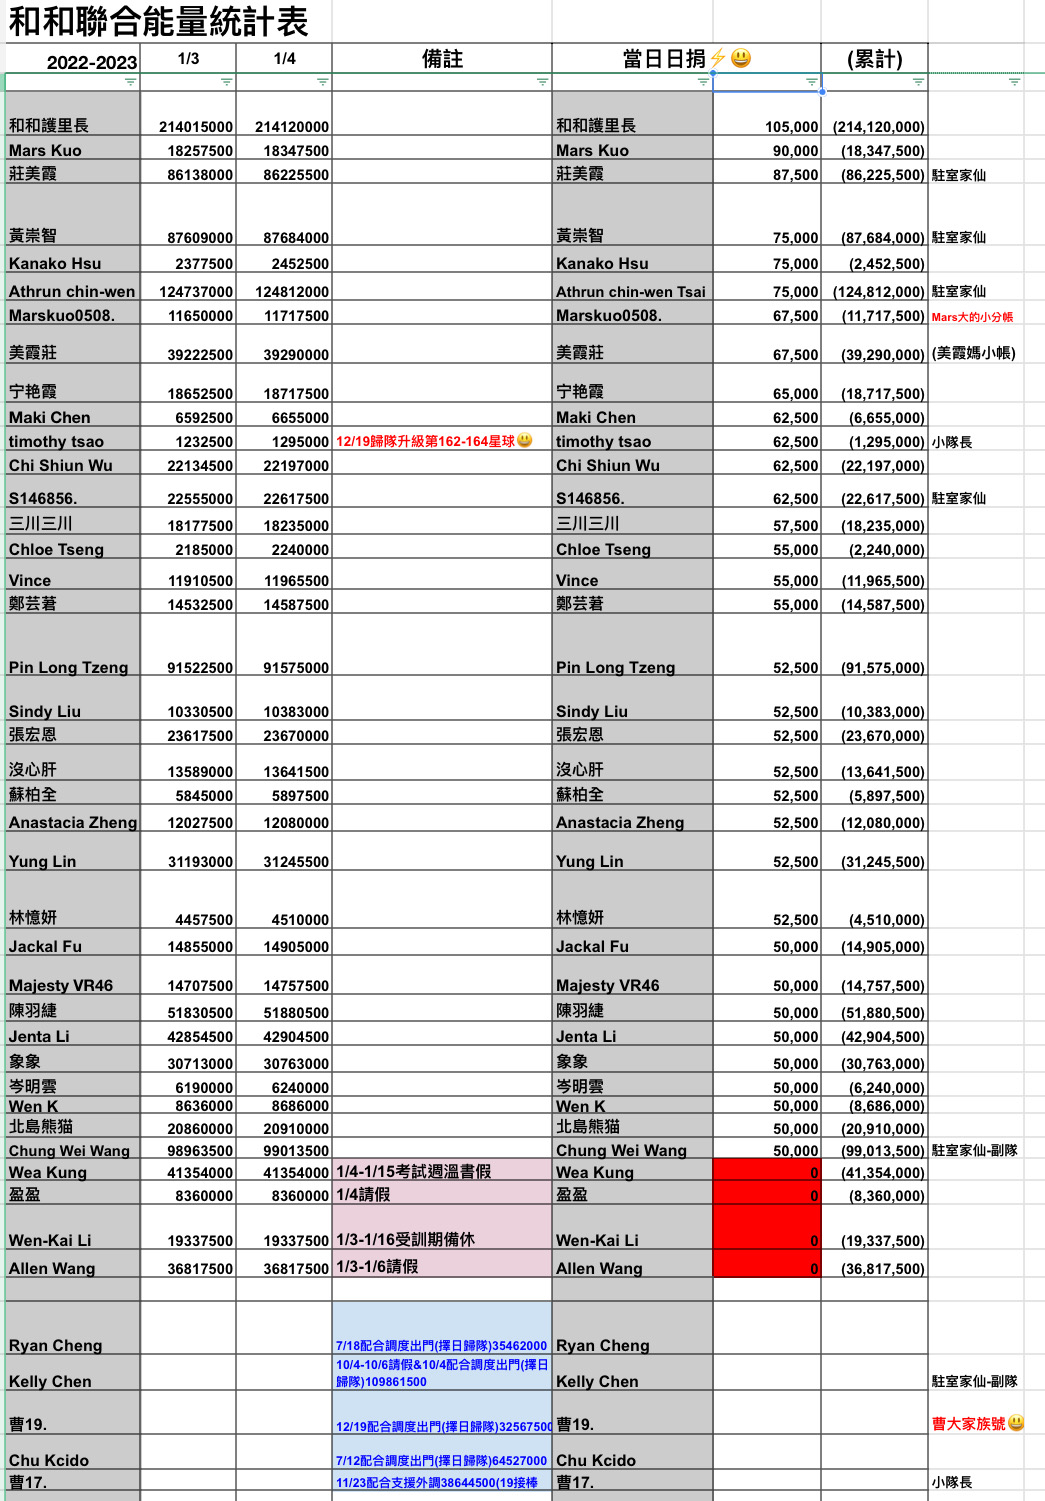 和和聯合能量統計表
2022-2023 1/3 1/4 備註 當日日捐⚡😃 (累計)
和和護里長 214015000 214120000 和和護里長 105,000 (214,120,000)
Mars Kuo 18257500 18347500 Mars Kuo 90,000 (18,347,500)
莊美霞 86138000 86225500 莊美霞 87,500 (86,225,500) 駐室家仙
黃崇智 87609000 87684000 黃崇智 75,000 (87,684,000) 駐室家仙
Kanako Hsu 2377500 2452500 Kanako Hsu 75,000 (2,452,500)
Athrun chin-wen 124737000 124812000 Athrun chin-wen Tsai 75,000 (124,812,000) 駐室家仙
Marskuo0508. 11650000 11717500 Marskuo0508. 67,500 (11,717,500) Mars大的小分帳
美霞莊 39222500 39290000 美霞莊 67,500 (39,290,000) (美霞媽小帳)
宁艳霞 18652500 18717500 宁艳霞 65,000 (18,717,500)
Maki Chen 6592500 6655000 Maki Chen 62,500 (6,655,000)
timothy tsao 1232500 1295000 12/19歸隊升級第162-164星球😃 timothy tsao 62,500 (1,295,000) 小隊長
Chi Shiun Wu 22134500 22197000 Chi Shiun Wu 62,500 (22,197,000)
S146856. 22555000 22617500 S146856. 62,500 (22,617,500) 駐室家仙
三川三川 18177500 18235000 三川三川 57,500 (18,235,000)
Chloe Tseng 2185000 2240000 Chloe Tseng 55,000 (2,240,000)
Vince 11910500 11965500 Vince 55,000 (11,965,500)
鄭芸著 14532500 14587500 鄭芸著 55,000 (14,587,500)
Pin Long Tzeng 91522500 91575000 Pin Long Tzeng 52,500 (91,575,000)
Sindy Liu 10330500 10383000 Sindy Liu 52,500 (10,383,000)
張宏恩 23617500 23670000 張宏恩 52,500 (23,670,000)
沒心肝 13589000 13641500 沒心肝 52,500 (13,641,500)
蘇柏全 5845000 5897500 蘇柏全 52,500 (5,897,500)
Anastacia Zheng 12027500 12080000 Anastacia Zheng 52,500 (12,080,000)
Yung Lin 31193000 31245500 Yung Lin 52,500 (31,245,500)
林憶妍 4457500 4510000 林憶妍 52,500 (4,510,000)
Jackal Fu 14855000 14905000 Jackal Fu 50,000 (14,905,000)
Majesty VR46 14707500 14757500 Majesty VR46 50,000 (14,757,500)
陳羽緁 51830500 51880500 陳羽緁 50,000 (51,880,500)
Jenta Li 42854500 42904500 Jenta Li 50,000 (42,904,500)
象象 30713000 30763000 象象 50,000 (30,763,000)
岑明雲 6190000 6240000 岑明雲 50,000 (6,240,000)
Wen K 8636000 8686000 Wen K 50,000 (8,686,000)
北島熊猫 20860000 20910000 北島熊猫 50,000 (20,910,000)
Chung Wei Wang 98963500 99013500 Chung Wei Wang 50,000 (99,013,500) 駐室家仙-副隊
Wea Kung 41354000 41354000 1/4-1/15考試週溫書假 Wea Kung 0 (41,354,000)
盈盈 8360000 8360000 1/4請假 盈盈 0 (8,360,000)
Wen-Kai Li 19337500 19337500 1/3-1/16受訓期備休 Wen-Kai Li 0 (19,337,500)
Allen Wang 36817500 36817500 1/3-1/6請假 Allen Wang 0 (36,817,500)
Ryan Cheng 7/18配合調度出門(擇日歸隊)35462000 Ryan Cheng
10/4-10/6請假&10/4配合調度出門(擇日
Kelly Chen 歸隊)109861500 Kelly Chen 駐室家仙-副隊
曹19. 12/19配合調度出門(擇日歸隊)32567500 曹19. 曹大家族號😃
Chu Kcido 7/12配合調度出門(擇日歸隊)64527000 Chu Kcido
曹17. 11/23配合支援外調38644500(19接棒 曹17. 小隊長